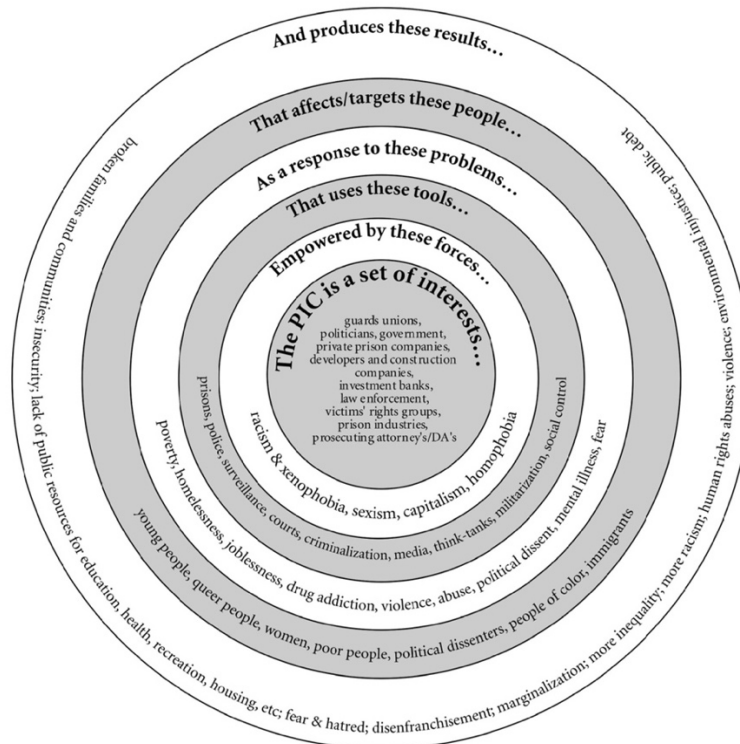 And produces these results...
That affects/targets these people...
As a response to these problems...
That uses these tools...
Empowered by these forces...
The PIC is a set of interests...
guards unions,
politicians, government,
private prison companies,
developers and construction
companies,
investment banks,
law enforcement,
victims' rights groups,
prison industries,
prosecuting attorney's/DA's
racism & xenophobia, sexism, capitalism, homophobia
prisons, police, surveillance, courts, criminalization, media, think-tanks, militarization, social control
poverty, homelessness, joblessness, drug addiction, violence, abuse, political dissent, mental illness, fear
young people, queer people, women, poor people, political dissenters, people of color, immigrants
broken families and communities; insecurity; lack of public resources for education, health, recreation, housing, etc; fear & hatred; disenfranchisement; marginalization; more inequality; more racism; human rights abuses; violence; environmental injustice; public debt